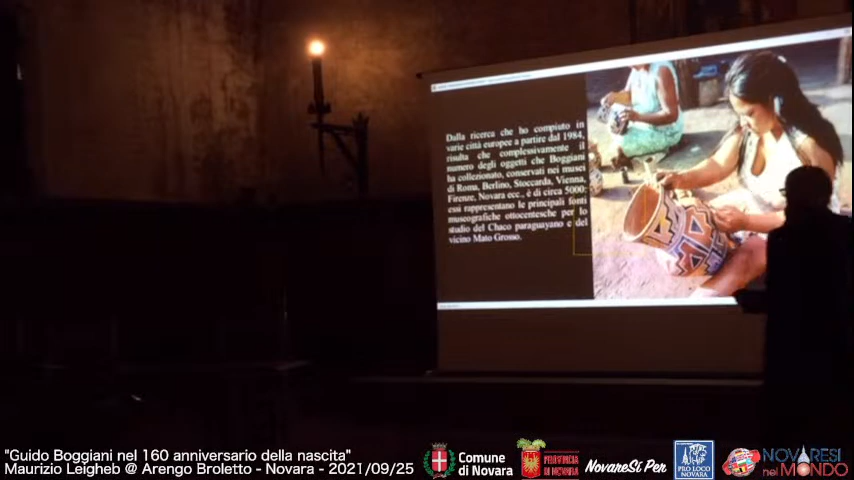 Dalla ricerca che ho compiuto in
varie città europee a partire dal 1984,
risulta che complessivamente il
numero degli oggetti che Boggiani
ha collezionato, conservati nei musei
di Roma, Berlino, Stoccarda, Vienna,
Firenze, Novara ecc., è di circa 5000:
essi rappresentano le principali fonti
museografiche ottocentesche per lo
studio del Chaco paraguayano e del
vicino Mato Grosso.
"Guido Boggiani nel 160 anniversario della nascita"
Maurizio Leigheb @ Arengo Broletto - Novara - 2021/09/25
Comune
di Novara
PROVINCIA
DI NOVARA
NovareSi Per
PRO LOCO
NOVARA
NOVARESI
nel MONDO